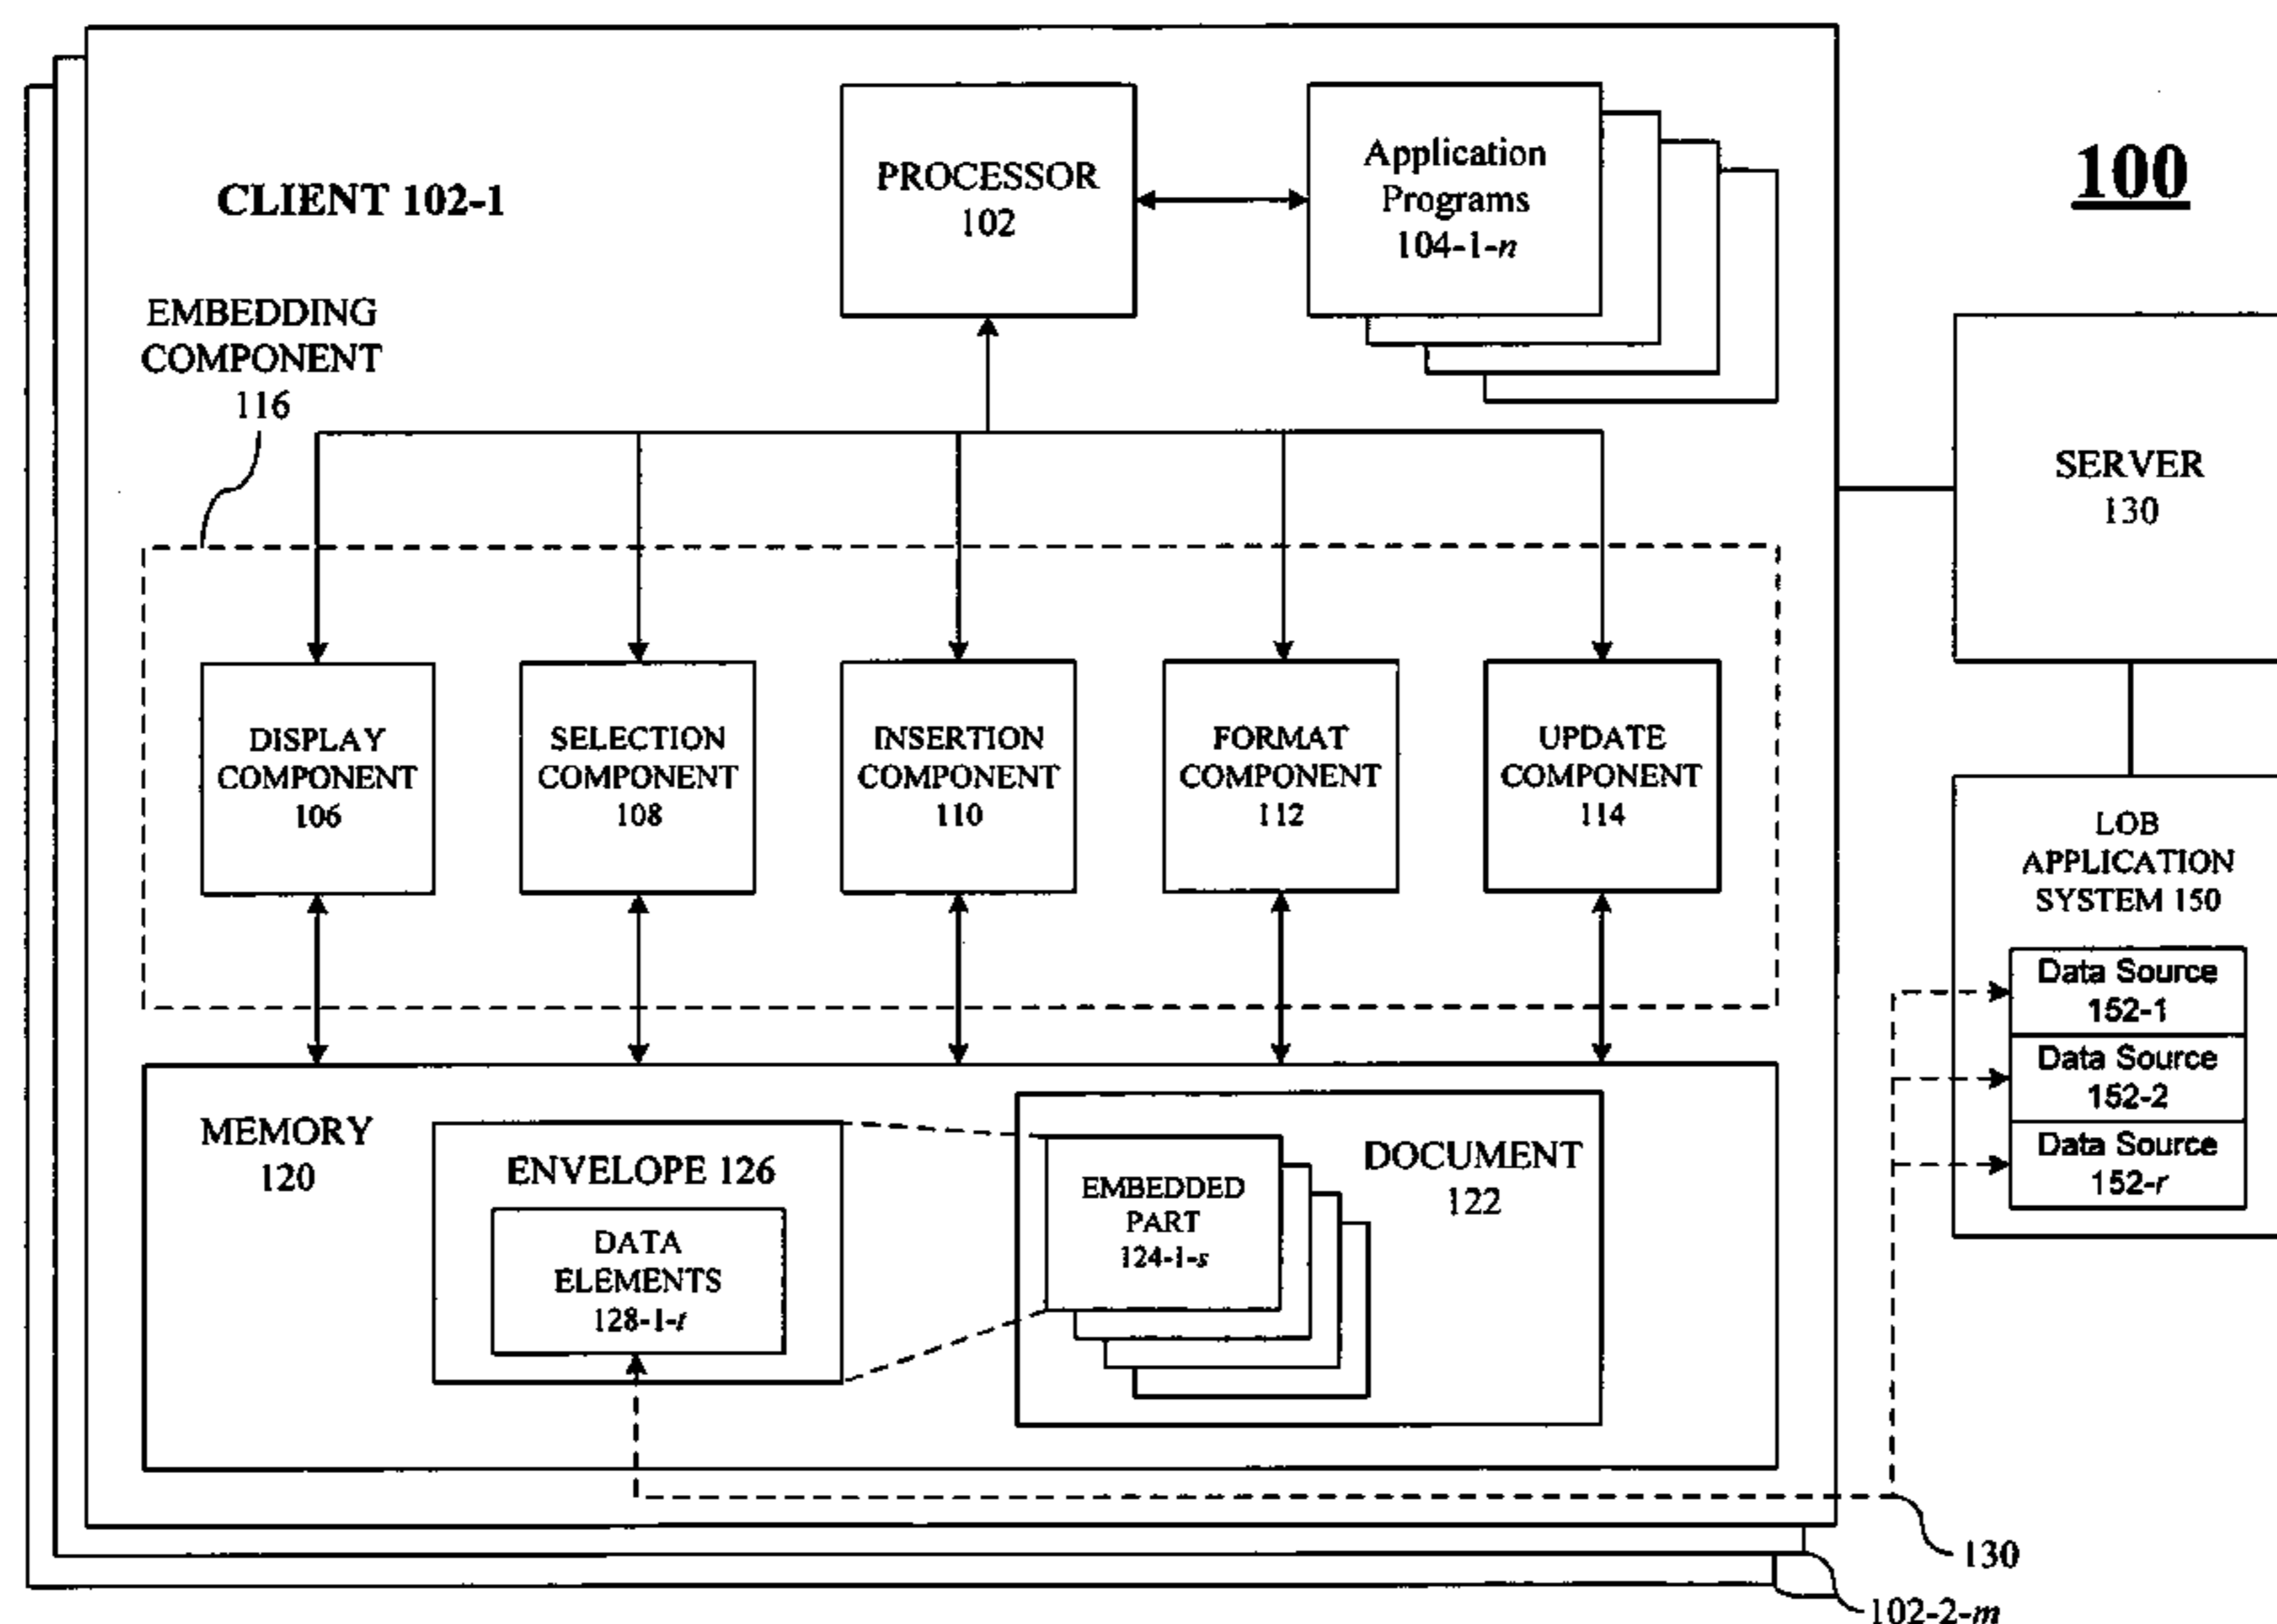 100
CLIENT 102-1
PROCESSOR
102
Application
Programs
104-1-n
EMBEDDING
COMPONENT
116
SERVER
130
DISPLAY
COMPONENT
106
SELECTION
COMPONENT
108
INSERTION
COMPONENT
110
FORMAT
COMPONENT
112
UPDATE
COMPONENT
114
LOB
APPLICATION
SYSTEM 150
Data Source
152-1
Data Source
152-2
Data Source
152-r
MEMORY
120
ENVELOPE 126
DATA
ELEMENTS
128-1-t
EMBEDDED
PART
124-1-s
DOCUMENT
122
130
102-2-m